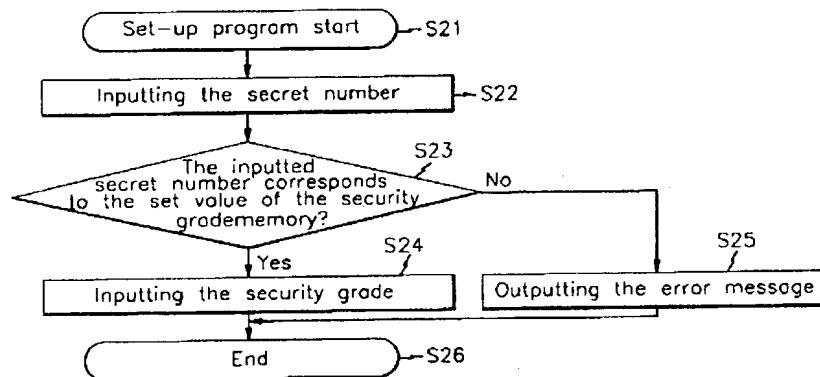 Set-up program start
S21
Inputting the secret number
S22
S23
The inputted
secret number corresponds
to the set value of the security
gradememory?
No
Yes
S24
Inputting the security grade
S25
Outputting the error message
End
S26